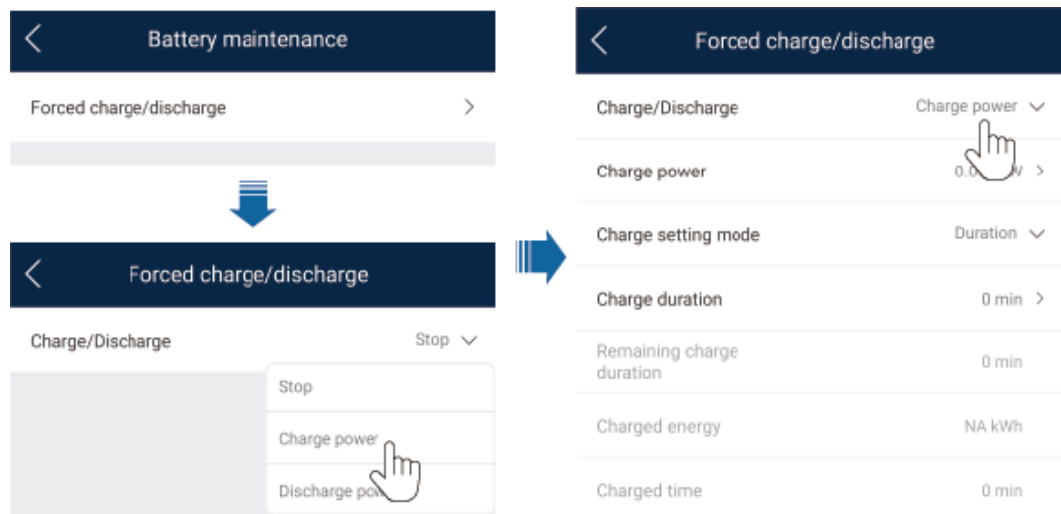 Battery maintenance
Forced charge/discharge
Forced charge/discharge
Charge/Discharge Stop
Stop
Charge power
Discharge
Forced charge/discharge
Charge/Discharge Charge power
Charge power
Charge setting mode Duration
Charge duration 0 min
Remaining charge
duration 0 min
Charged energy NA kWh
Charged time 0 min